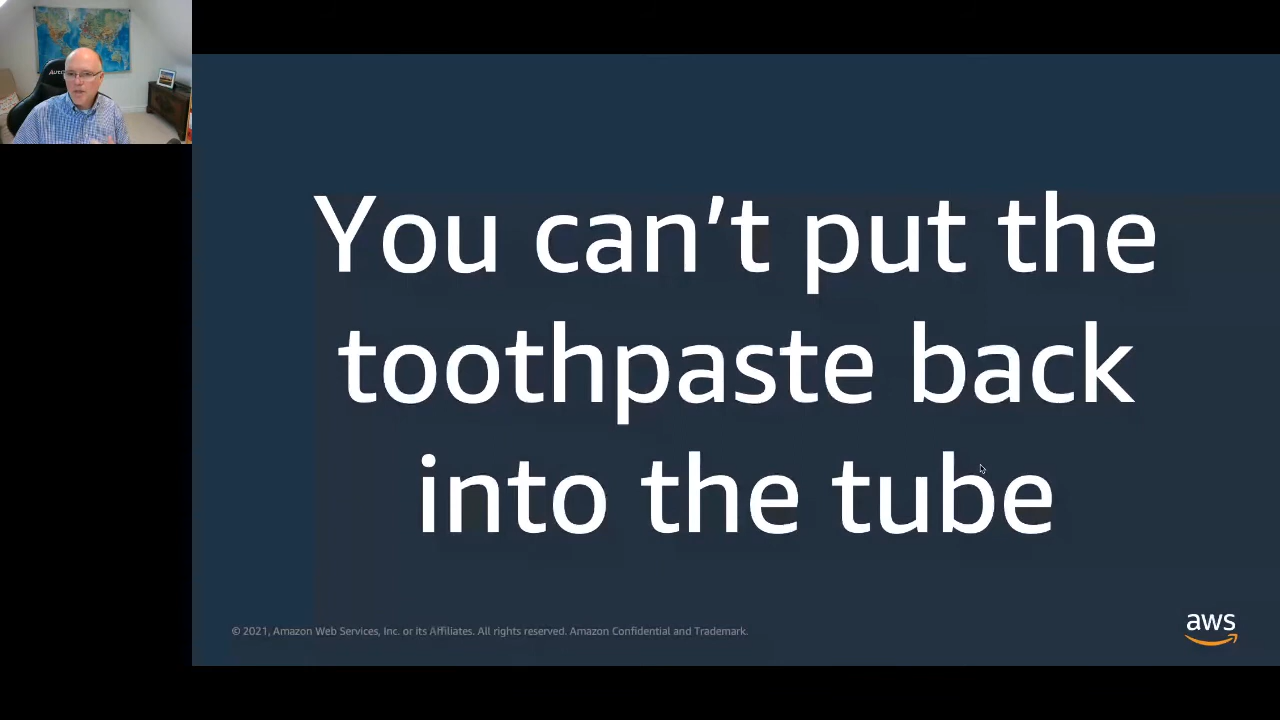 You can’t put the
toothpaste back
into the tube
© 2021, Amazon Web Services, Inc. or its Affiliates. All rights reserved. Amazon Confidential and Trademark.
aws